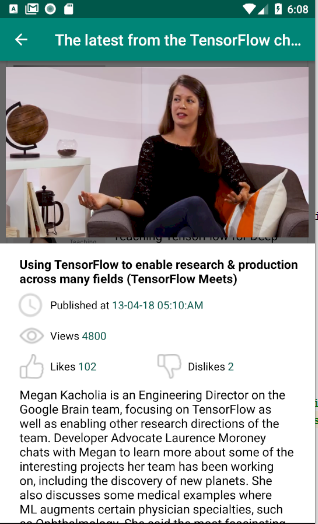 6:08
The latest from the TensorFlow ch...
Using TensorFlow to enable research & production
across many fields (TensorFlow Meets)
Published at 13-04-18 05:10:AM
Views 4800
Likes 102
Dislikes 2
Megan Kacholia is an Engineering Director on the
Google Brain team, focusing on TensorFlow as
well as enabling other research directions of the
team. Developer Advocate Laurence Moroney
chats with Megan to learn more about some of the
interesting projects her team has been working
on, including the discovery of new planets. She
also discusses some medical examples where
ML augments certain physician specialties, such
as Ophthalmology. She said the most fascinating